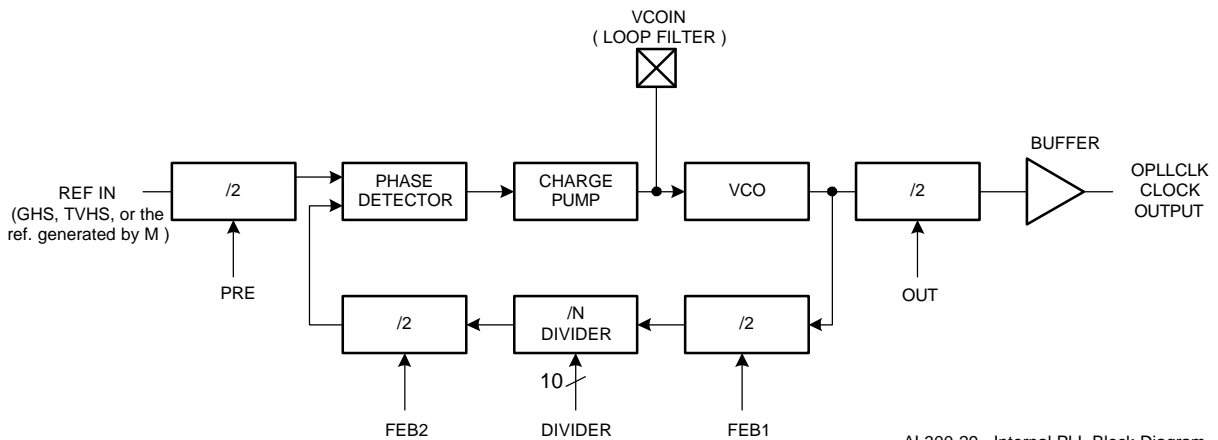 VCOIN
( LOOP FILTER )
BUFFER
/2
PHASE
DETECTOR
CHARGE
PUMP
VCO
/2
OPLLCLK
CLOCK
OUTPUT
REF IN
(GHS, TVHS, or the
ref. generated by M )
PRE
OUT
/2
/N
DIVIDER
/2
10
FEB2
DIVIDER
FEB1